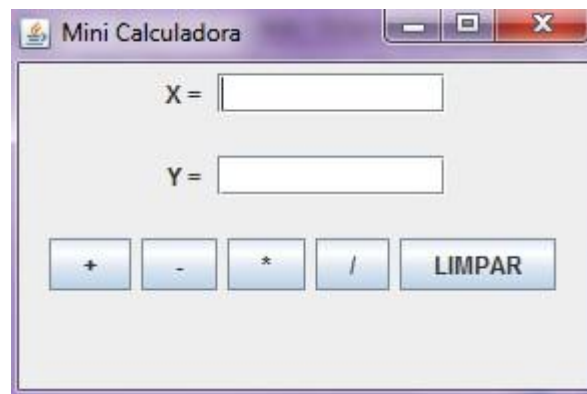 Mini Calculadora
X =
Y =
+ - * / LIMPAR